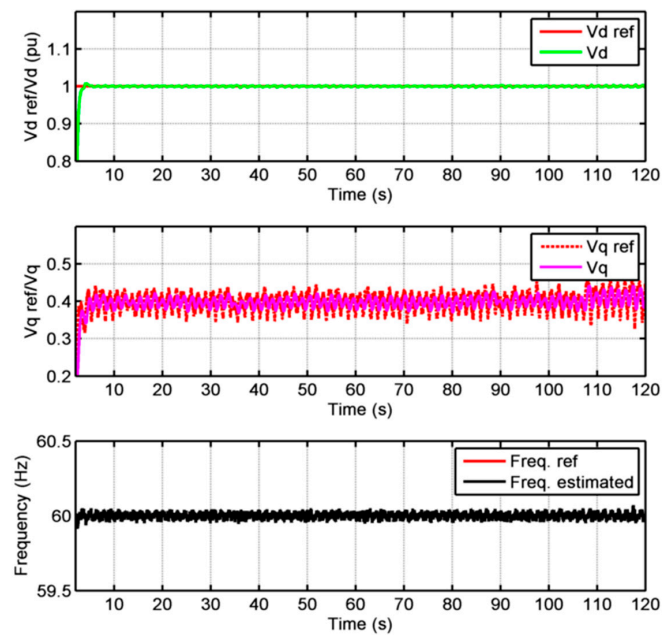 Vd ref/Vd (pu)
1.1
1
0.9
0.8
Vd ref
Vd
10 20 30 40 50 60 70 80 90 100 110 120
Time (s)
Vq ref/Vq
0.5
0.4
0.3
0.2
Vq ref
Vq
10 20 30 40 50 60 70 80 90 100 110 120
Time (s)
Frequency (Hz)
60.5
60
59.5
Freq. ref
Freq. estimated
10 20 30 40 50 60 70 80 90 100 110 120
Time (s)